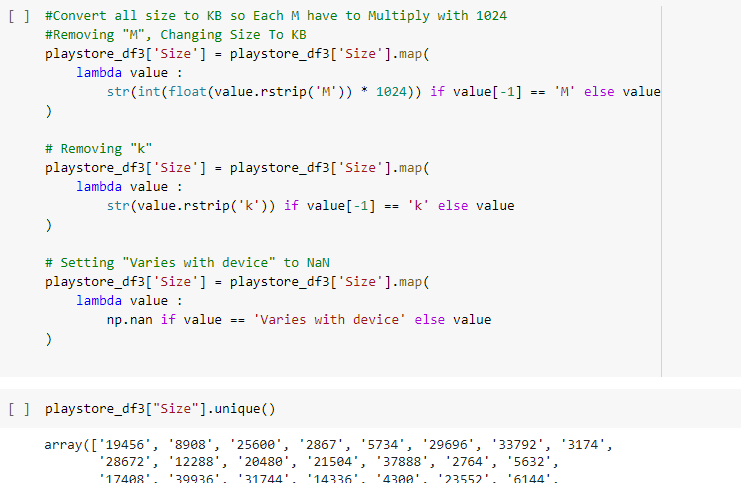 [ ] #Convert all size to KB so Each M have to Multiply with 1024
#Removing "M", Changing Size To KB
playstore_df3['Size'] = playstore_df3['Size'].map(
    lambda value :
        str(int(float(value.rstrip('M')) * 1024)) if value[-1] == 'M' else value
)

# Removing "k"
playstore_df3['Size'] = playstore_df3['Size'].map(
    lambda value :
        str(value.rstrip('k')) if value[-1] == 'k' else value
)

# Setting "Varies with device" to NaN
playstore_df3['Size'] = playstore_df3['Size'].map(
    lambda value :
        np.nan if value == 'Varies with device' else value
)

[ ] playstore_df3["Size"].unique()

array(['19456', '8908', '25600', '2867', '5734', '29696', '33792', '3174',
       '28672', '12288', '20480', '21504', '37888', '2764', '5632',
       '17408', '39936', '31744', '14336', '4300', '23552', '6144',